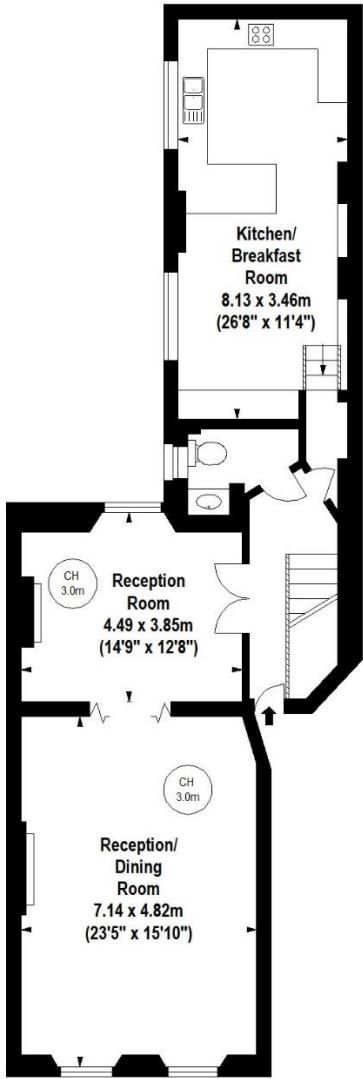 Kitchen/
Breakfast
Room
8.13 x 3.46m
(26'8" x 11'4")
CH
3.0m
Reception
Room
4.49 x 3.85m
(14'9" x 12'8")
CH
3.0m
Reception/
Dining
Room
7.14 x 4.82m
(23'5" x 15'10")